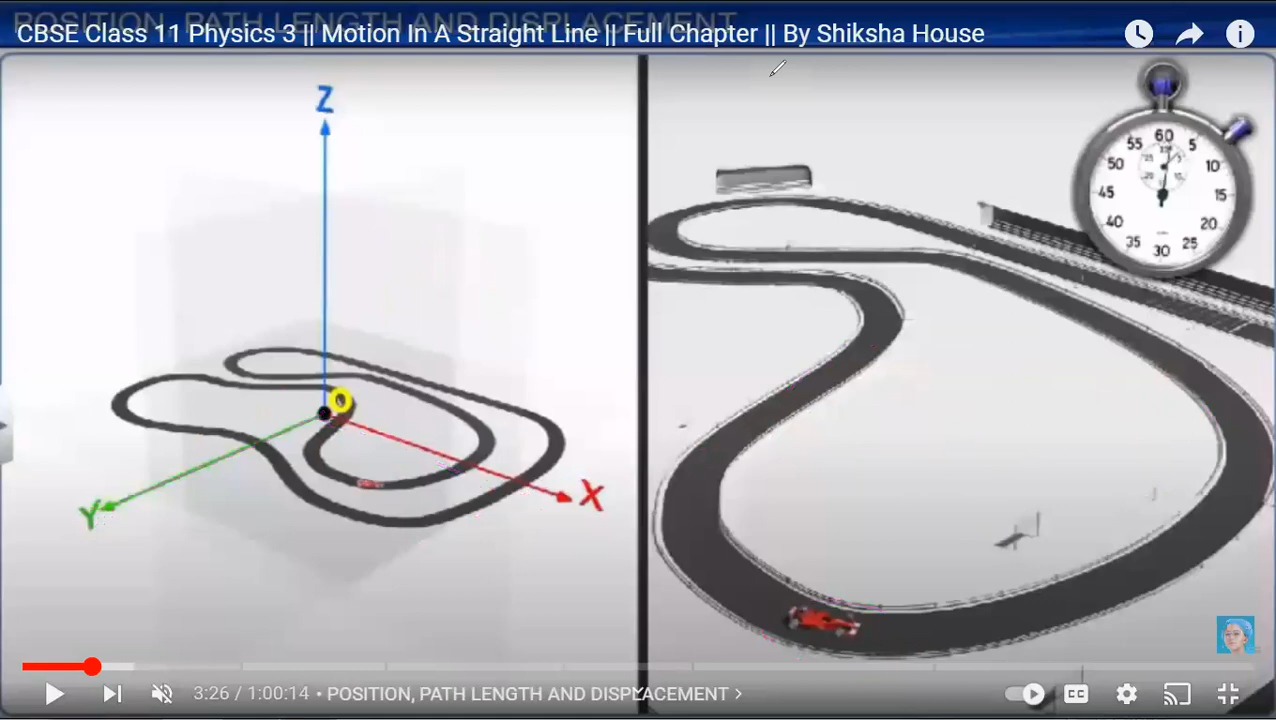 POSITION, PATH LENGTH AND DISPLACEMENT
CBSE Class 11 Physics 3 || Motion In A Straight Line || Full Chapter || By Shiksha House
Z
Y
X
60
5
10
15
20
25
30
35
40
45
50
55
3:26 / 1:00:14 • POSITION, PATH LENGTH AND DISPLACEMENT >
CC